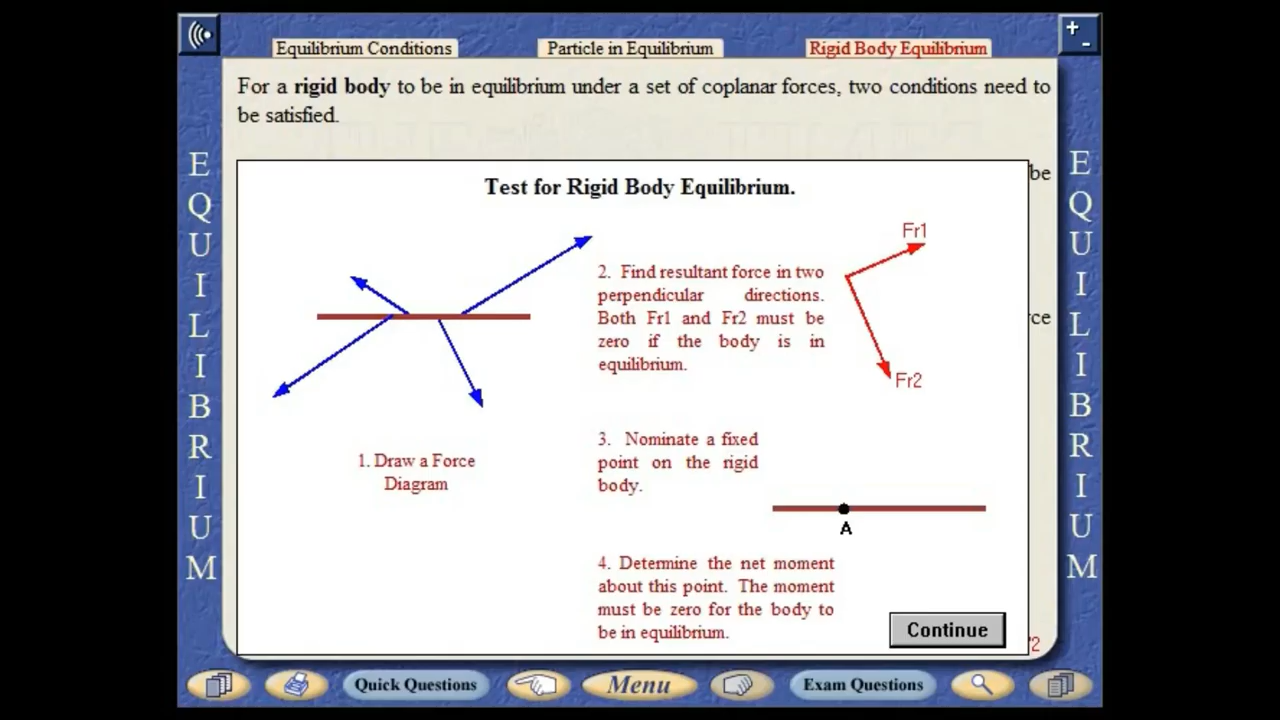 Equilibrium Conditions
Particle in Equilibrium
Rigid Body Equilibrium
+
-
For a rigid body to be in equilibrium under a set of coplanar forces, two conditions need to
be satisfied.
be
Test for Rigid Body Equilibrium.
Fr1
2. Find resultant force in two
perpendicular directions.
Both Fr1 and Fr2 must be
zero if the body is in
equilibrium.
rce
Fr2
1. Draw a Force
Diagram
3. Nominate a fixed
point on the rigid
body.
A
4. Determine the net moment
about this point. The moment
must be zero for the body to
be in equilibrium.
Continue
/2
EQUILIBRIUM
EQUILIBRIUM
Quick Questions
Menu
Exam Questions